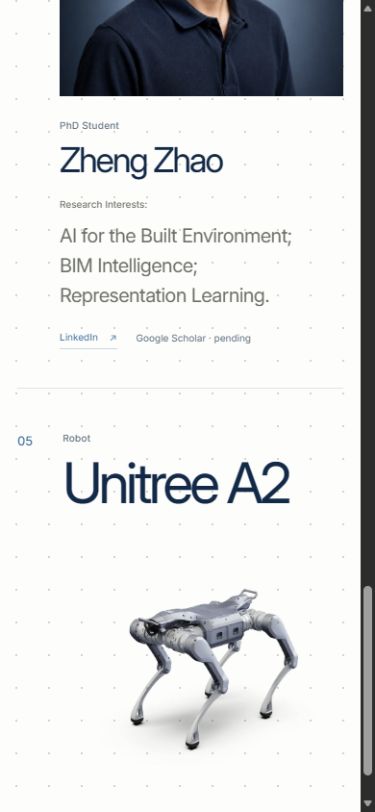 PhD Student
Zheng Zhao
Research Interests:
AI for the Built Environment;
BIM Intelligence;
Representation Learning.
LinkedIn ↗ Google Scholar · pending
05 Robot
Unitree A2